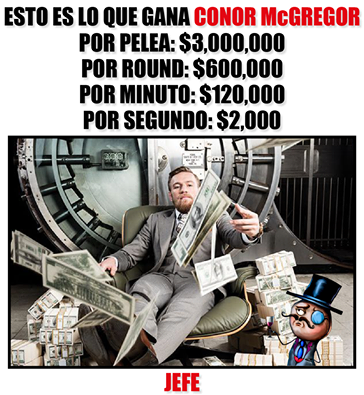 ESTO ES LO QUE GANA CONOR McGREGOR
POR PELEA: $3,000,000
POR ROUND: $600,000
POR MINUTO: $120,000
POR SEGUNDO: $2,000
JEFE